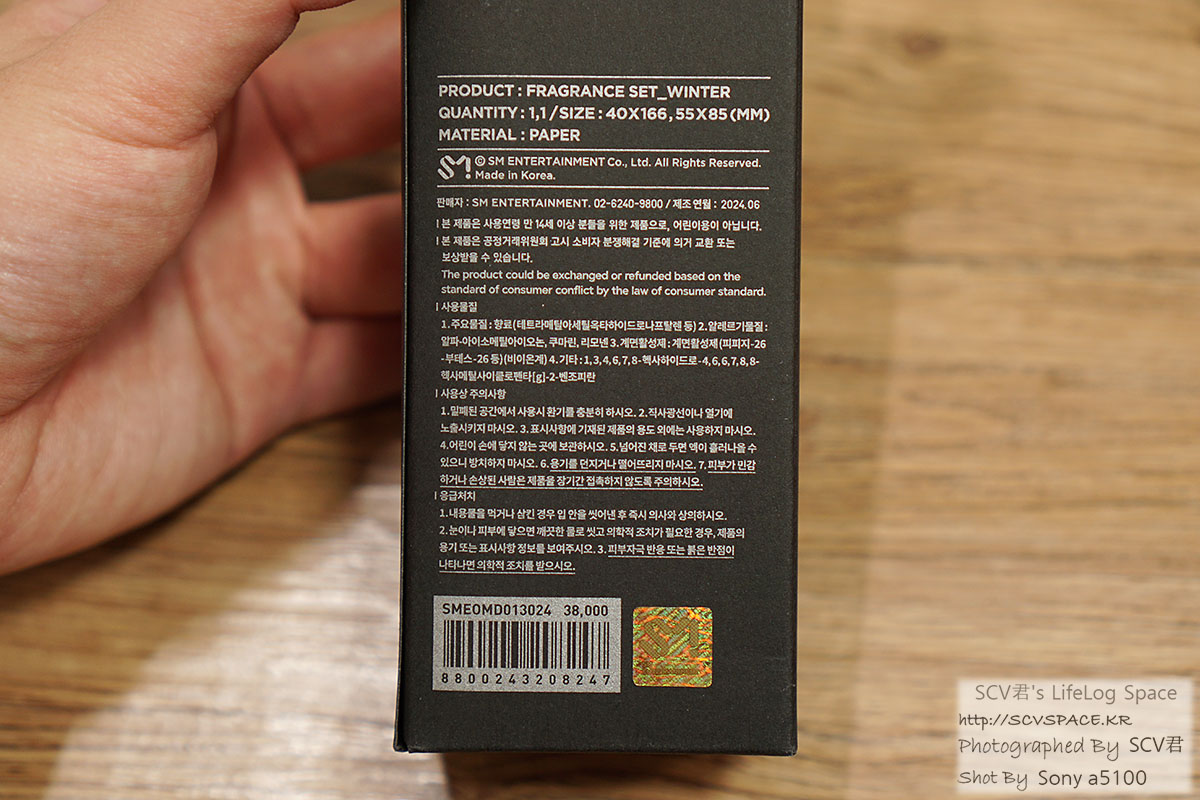 PRODUCT : FRAGRANCE SET_WINTER
QUANTITY : 1,1 / SIZE : 40X166, 55X85 (MM)
MATERIAL : PAPER
SM © SM ENTERTAINMENT Co., Ltd. All Rights Reserved.
Made in Korea.
판매자 : SM ENTERTAINMENT. 02-6240-9800 / 제조 연월 : 2024.06
l 본 제품은 사용연령 만 14세 이상 분들을 위한 제품으로, 어린이용이 아닙니다.
l 본 제품은 공정거래위원회 고시 소비자 분쟁해결 기준에 의거 교환 또는
보상받을 수 있습니다.
The product could be exchanged or refunded based on the
standard of consumer conflict by the law of consumer standard.
l 사용물질
1. 주요물질 : 향료(테트라메틸아세틸옥타하이드로나프탈렌 등) 2. 알레르기물질 :
알파-아이소메틸아이오논, 쿠마린, 리모넨 3. 계면활성제 : 계면활성제 (피피지-26
-부테스-26 등)(비이온계) 4. 기타 : 1,3,4,6,7,8-헥사하이드로-4,6,6,7,8,8-
헥사메틸사이클로펜타[g]-2-벤조피란
l 사용상 주의사항
1. 밀폐된 공간에서 사용시 환기를 충분히 하시오. 2. 직사광선이나 열기에
노출시키지 마시오. 3. 표시사항에 기재된 제품의 용도 외에는 사용하지 마시오.
4. 어린이 손에 닿지 않는 곳에 보관하시오. 5. 넘어진 채로 두면 액이 흘러나올 수
있으니 방치하지 마시오. 6. 용기를 던지거나 떨어뜨리지 마시오. 7. 피부가 민감
하거나 손상된 사람은 제품을 장기간 접촉하지 않도록 주의하시오.
l 응급처치
1. 내용물을 먹거나 삼킨 경우 입 안을 씻어낸 후 즉시 의사와 상의하시오.
2. 눈이나 피부에 닿으면 깨끗한 물로 씻고 의학적 조치가 필요한 경우, 제품의
용기 또는 표시사항 정보를 보여주시오. 3. 피부자극 반응 또는 붉은 반점이
나타나면 의학적 조치를 받으시오.
SMEOMD013024 38,000
8800243208247
SM
SCV君's LifeLog Space
http://SCVSPACE.KR
Photographed By SCV君
Shot By Sony a5100